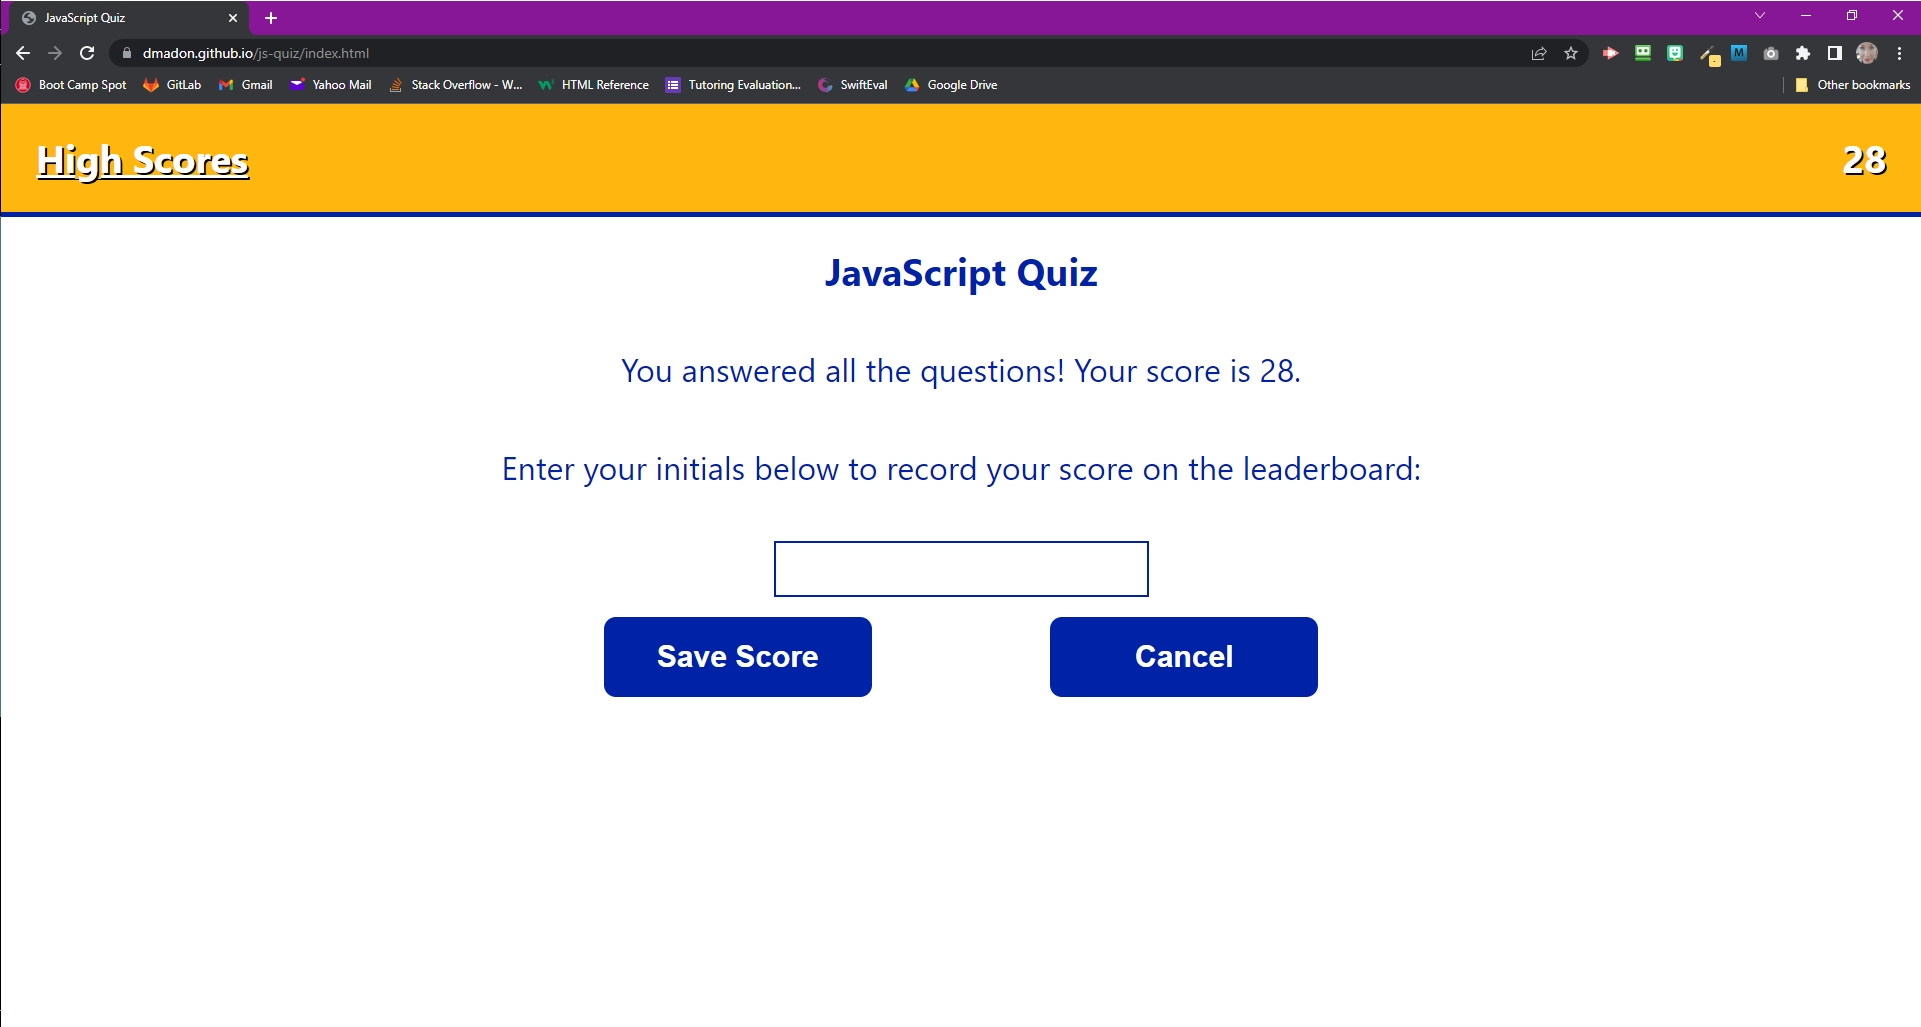 JavaScript Quiz
dmadon.github.io/js-quiz/index.html
M
Boot Camp Spot GitLab Gmail Yahoo Mail Stack Overflow - W... HTML Reference Tutoring Evaluation... SwiftEval Google Drive Other bookmarks
High Scores 28
JavaScript Quiz
You answered all the questions! Your score is 28.
Enter your initials below to record your score on the leaderboard:
Save Score Cancel